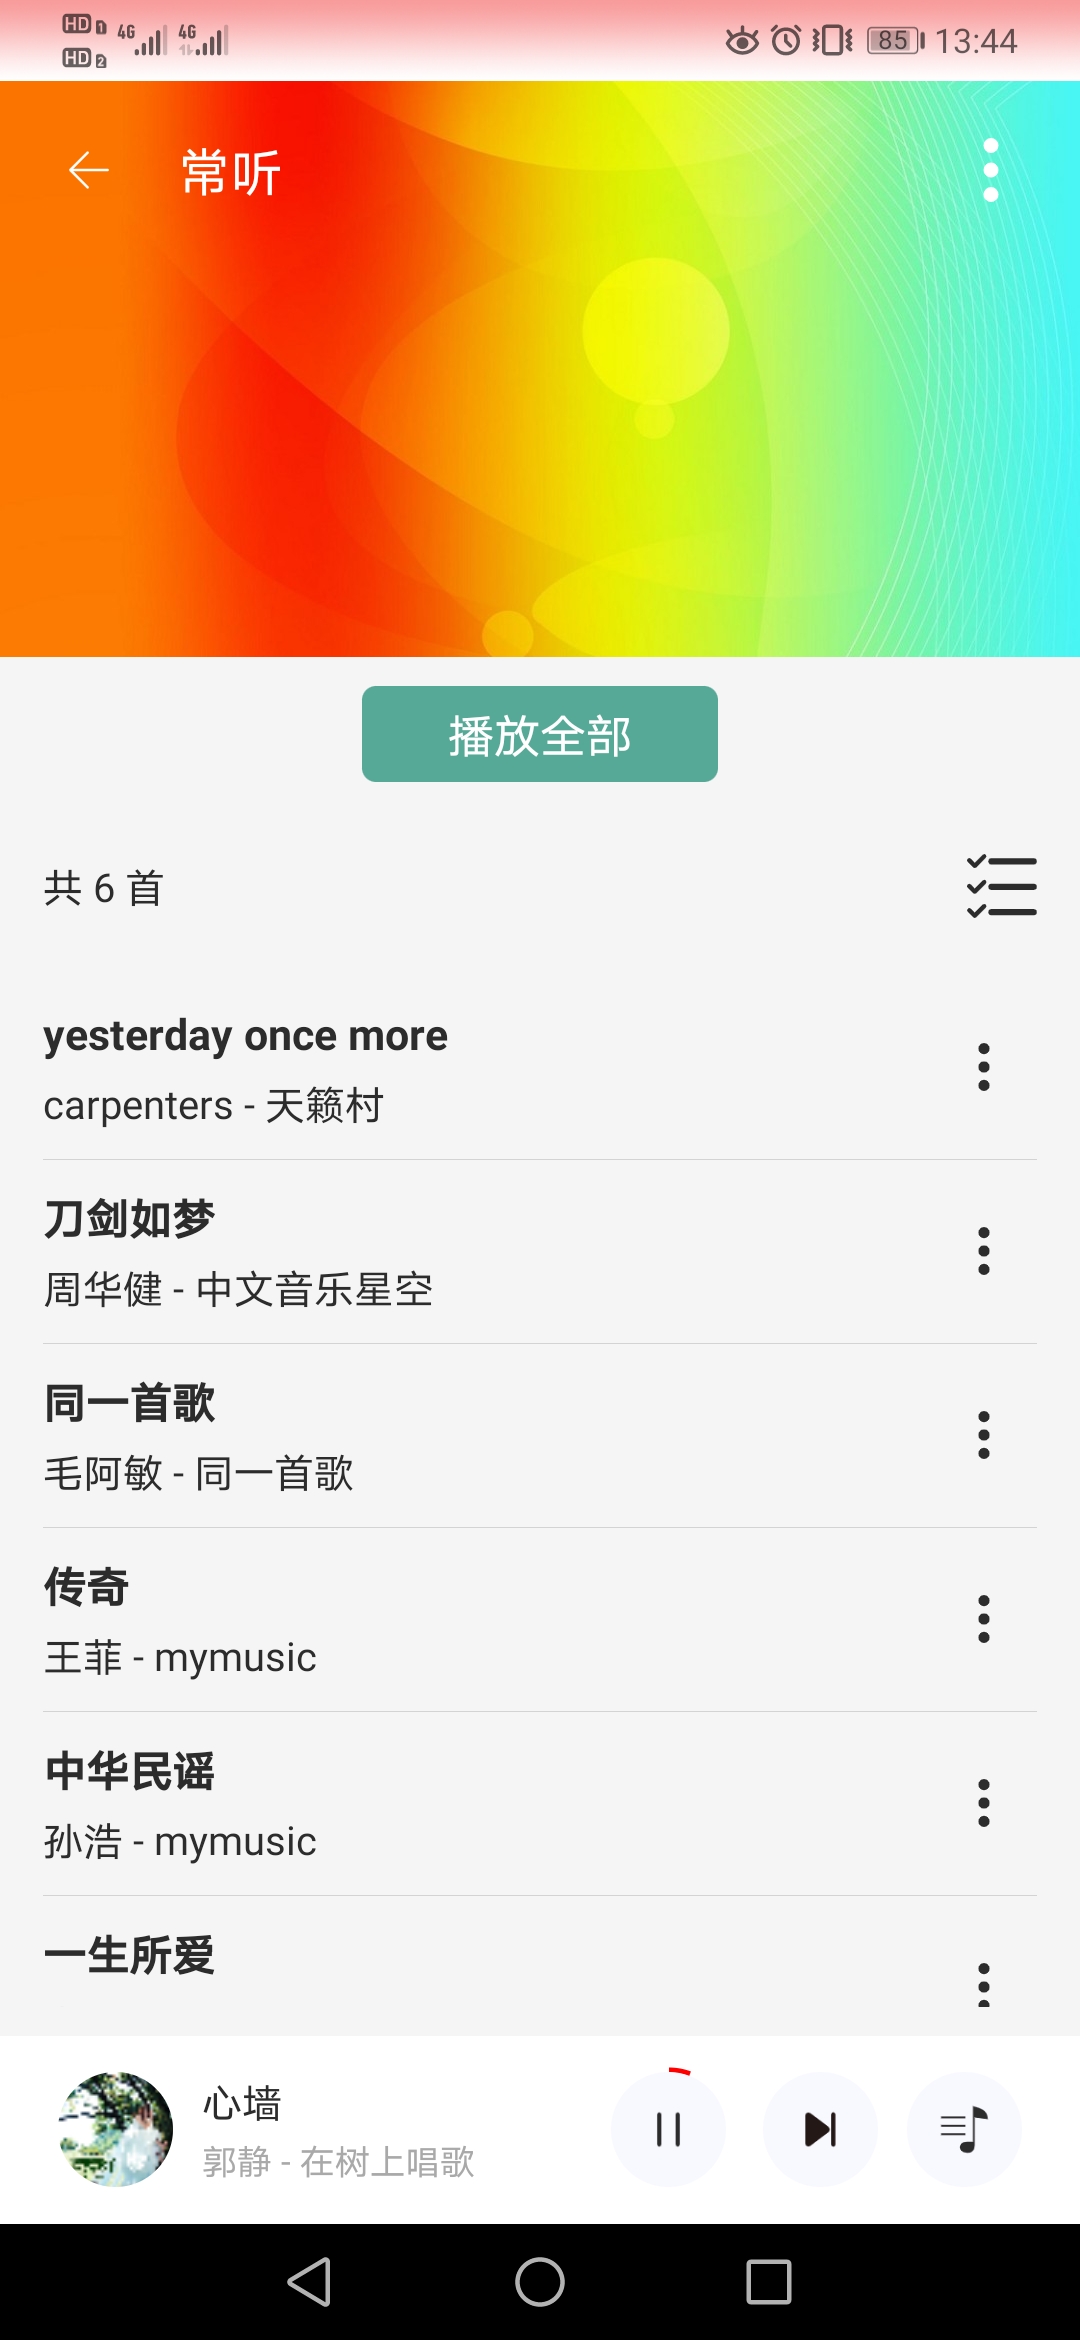 HD 1 4G 4G 85 13:44
HD 2
常听
播放全部
共 6 首
yesterday once more
carpenters - 天籁村
刀剑如梦
周华健 - 中文音乐星空
同一首歌
毛阿敏 - 同一首歌
传奇
王菲 - mymusic
中华民谣
孙浩 - mymusic
一生所爱
心墙
郭静 - 在树上唱歌